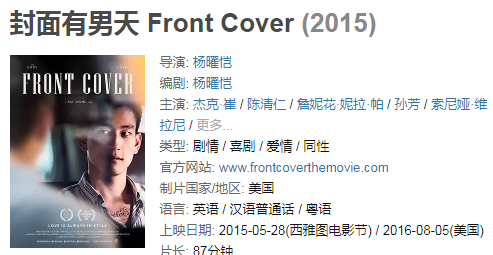 封面有男天 Front Cover (2015)
导演: 杨曜恺
编剧: 杨曜恺
主演: 杰克·崔 / 陈清仁 / 詹妮花·妮拉·帕 / 孙芳 / 索尼娅·维
拉尼 / 更多...
类型: 剧情 / 喜剧 / 爱情 / 同性
官方网站: www.frontcoverthemovie.com
制片国家/地区: 美国
语言: 英语 / 汉语普通话 / 粤语
上映日期: 2015-05-28(西雅图电影节) / 2016-08-05(美国)
片长: 87分钟
FRONT COVER
LOVE IS ALWAYS IN STYLE